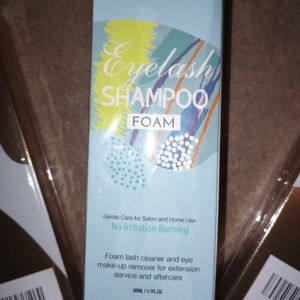 Eyelash
SHAMPOO
FOAM
Gentle Care for Salon and Home Use
No Irritation Burning
Foam lash cleaner and eye
make-up remover for extension
service and aftercare
50ML / 1.7FL.OZ